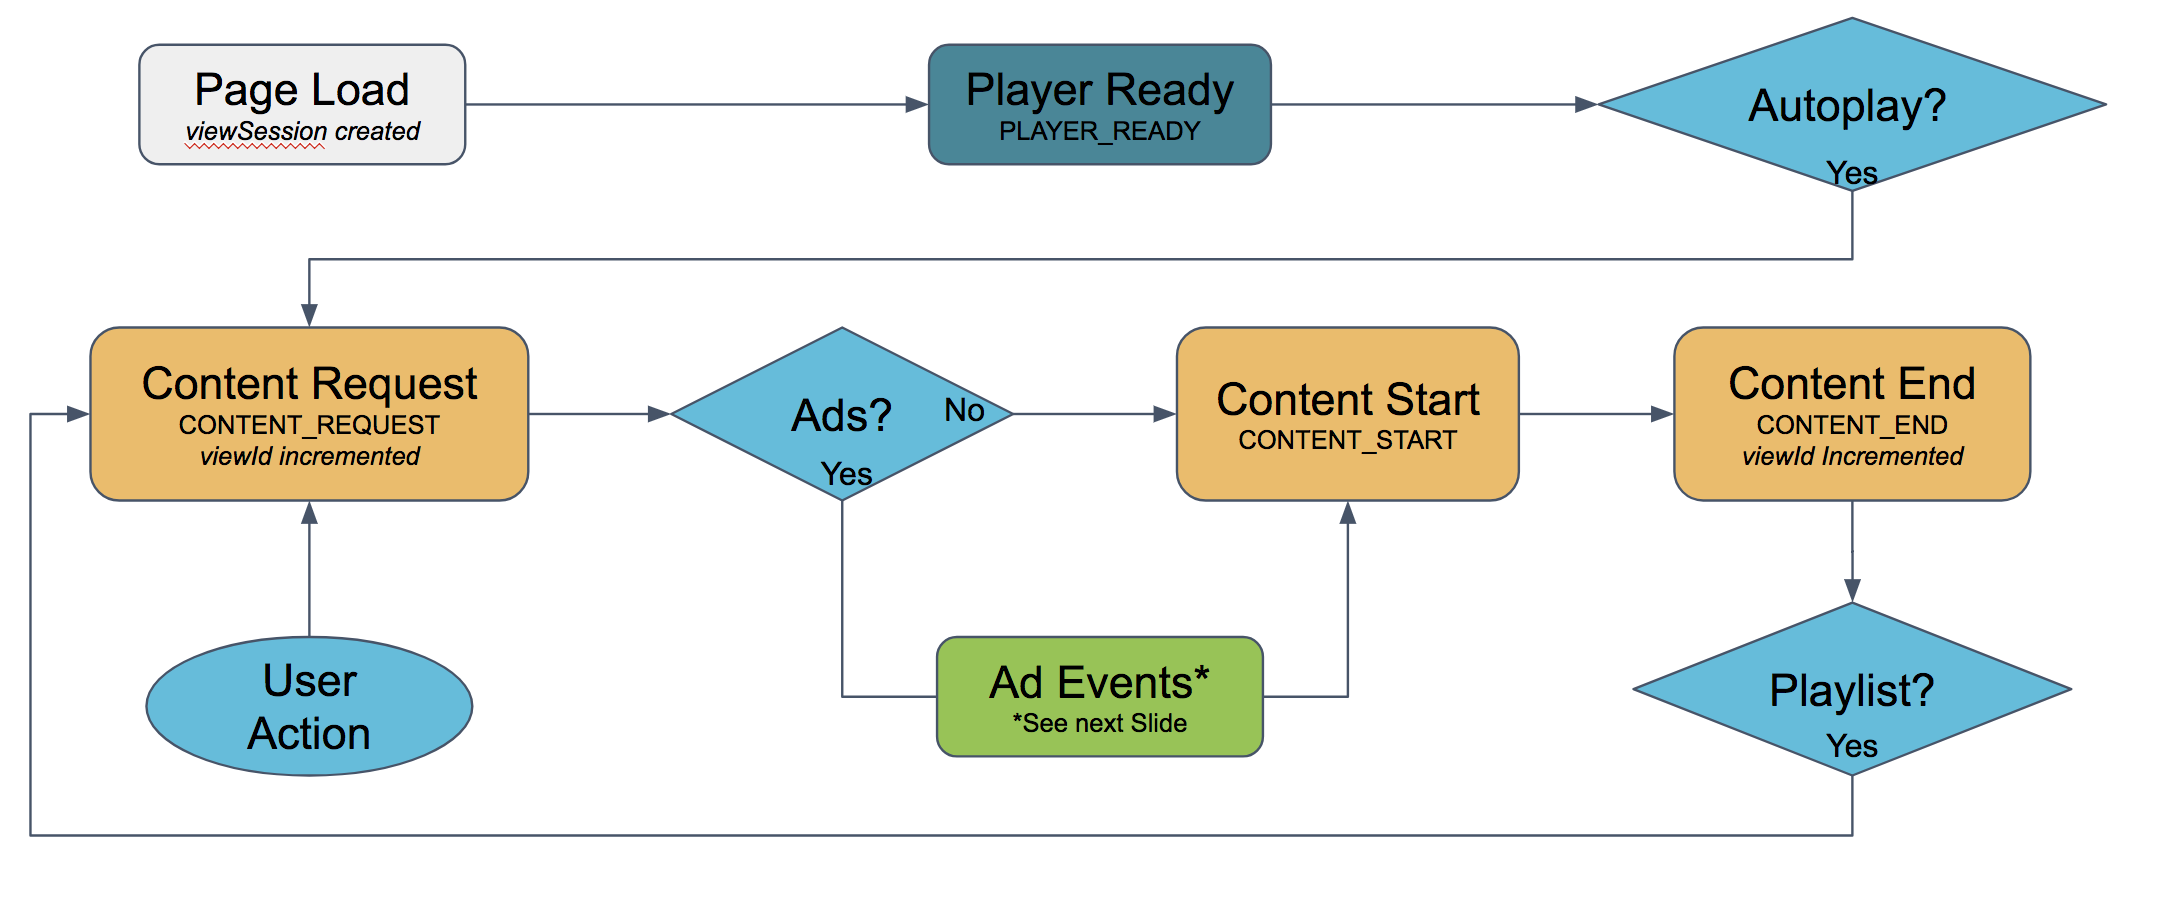 Page Load
viewSession created
Player Ready
PLAYER_READY
Autoplay?
Yes
Content Request
CONTENT_REQUEST
viewId incremented
Ads?
No
Yes
Content Start
CONTENT_START
Content End
CONTENT_END
viewId Incremented
User
Action
Ad Events*
*See next Slide
Playlist?
Yes